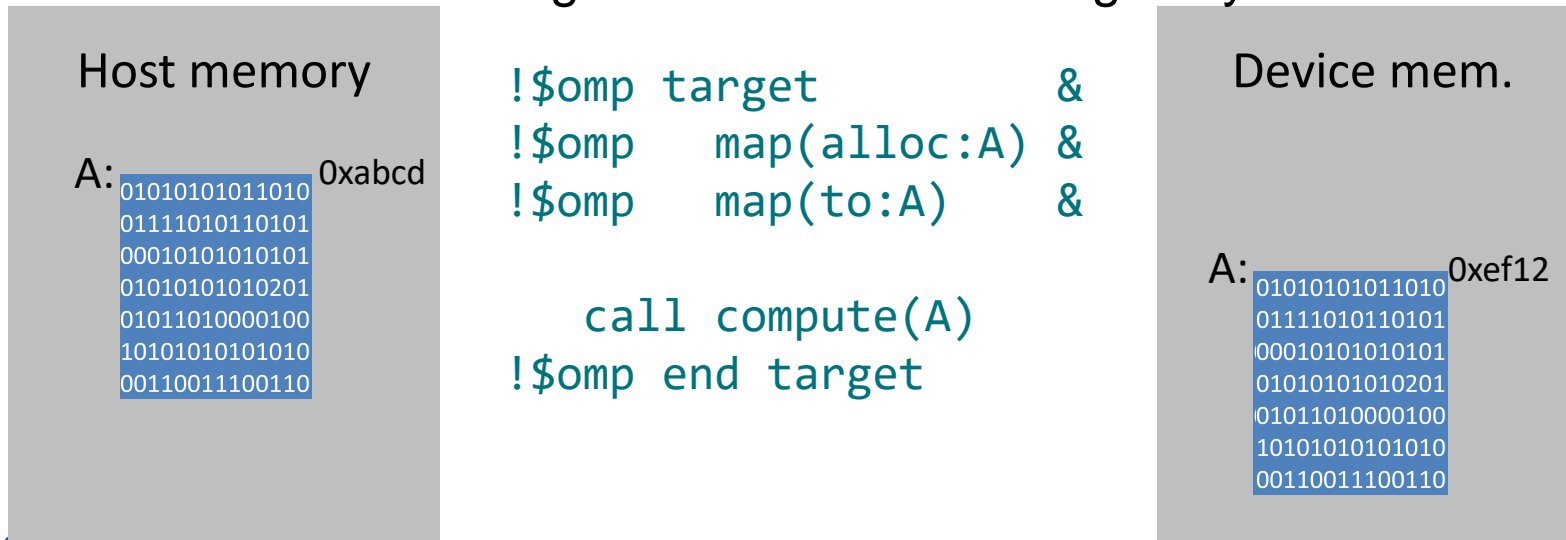 Host memory
A:
0xabcd
01010101011010
01111010110101
00010101010101
01010101010201
01011010000100
10101010101010
00110011100110
!$omp target &
!$omp map(alloc:A) &
!$omp map(to:A) &
call compute(A)
!$omp end target
Device mem.
A:
0xef12
01010101011010
01111010110101
00010101010101
01010101010201
01011010000100
10101010101010
00110011100110